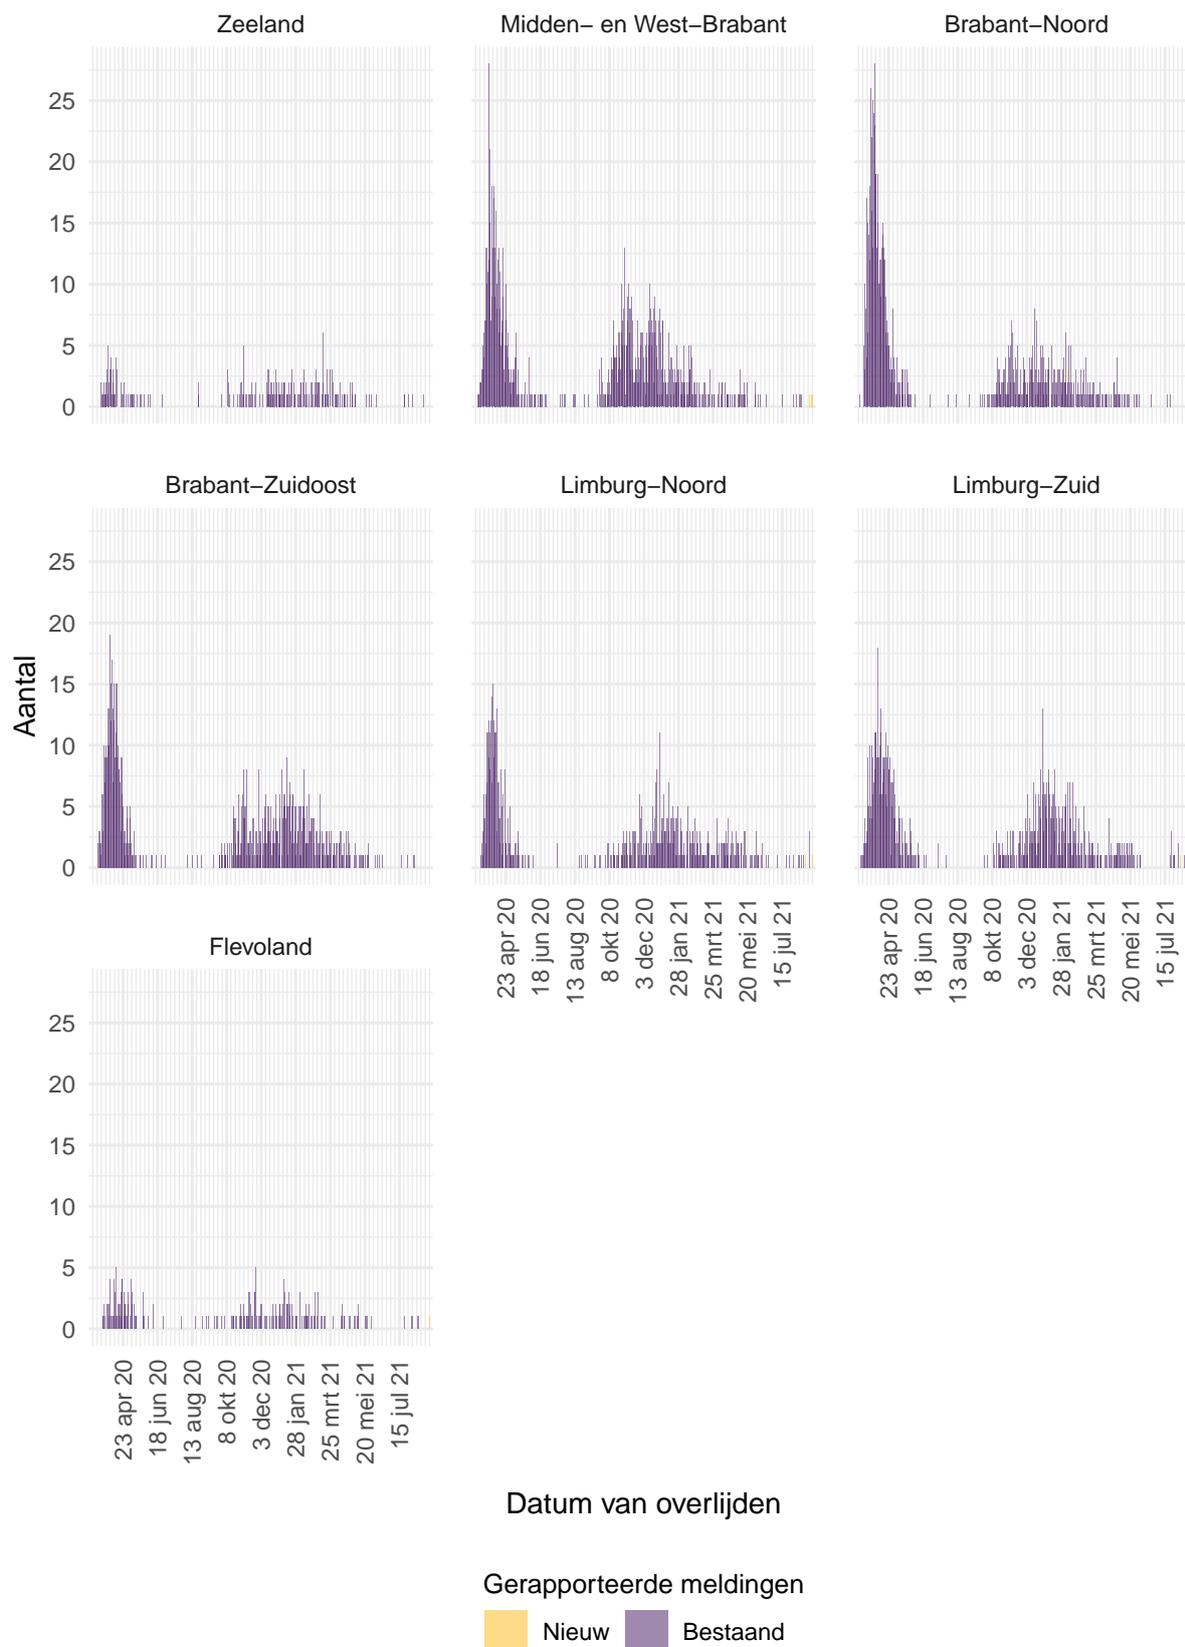 Zeeland
Midden− en West−Brabant
Brabant−Noord
25
20
15
10
5
0
Brabant−Zuidoost
Limburg−Noord
Limburg−Zuid
25
20
15
10
5
0
Aantal
23 apr 20
18 jun 20
13 aug 20
8 okt 20
3 dec 20
28 jan 21
25 mrt 21
20 mei 21
15 jul 21
23 apr 20
18 jun 20
13 aug 20
8 okt 20
3 dec 20
28 jan 21
25 mrt 21
20 mei 21
15 jul 21
Flevoland
25
20
15
10
5
0
23 apr 20
18 jun 20
13 aug 20
8 okt 20
3 dec 20
28 jan 21
25 mrt 21
20 mei 21
15 jul 21
Datum van overlijden
Gerapporteerde meldingen
Nieuw
Bestaand